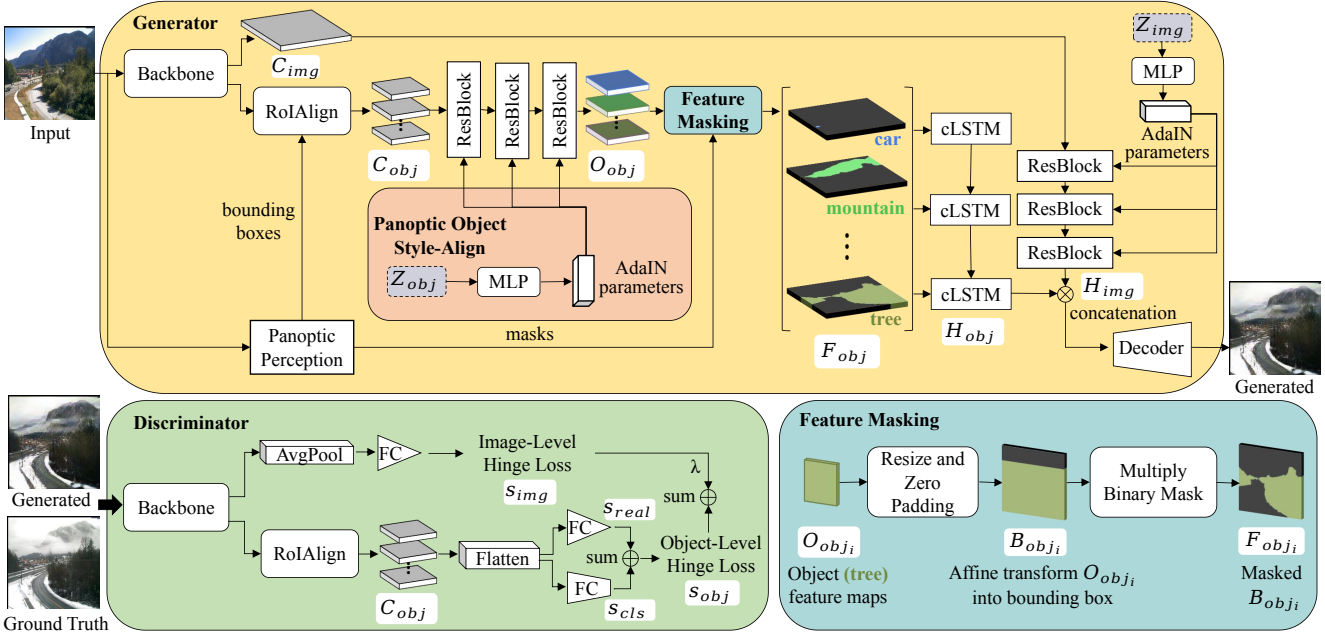 Generator
Input
Backbone
C_img
RoIAlign
C_obj
ResBlock
ResBlock
ResBlock
O_obj
Feature
Masking
bounding
boxes
Panoptic Object
Style-Align
Z_obj
MLP
AdaIN
parameters
Panoptic
Perception
masks
car
mountain
tree
F_obj
cLSTM
cLSTM
cLSTM
H_obj
Z_img
MLP
AdaIN
parameters
ResBlock
ResBlock
ResBlock
H_img
concatenation
Decoder
Generated
Discriminator
Generated
Ground Truth
Backbone
AvgPool
FC
Image-Level
Hinge Loss
s_img
λ
sum
RoIAlign
C_obj
Flatten
FC
s_real
sum
FC
s_cls
Object-Level
Hinge Loss
s_obj
Feature Masking
O_obj_i
Object (tree)
feature maps
Resize and
Zero
Padding
B_obj_i
Affine transform O_obj_i
into bounding box
Multiply
Binary Mask
F_obj_i
Masked
B_obj_i